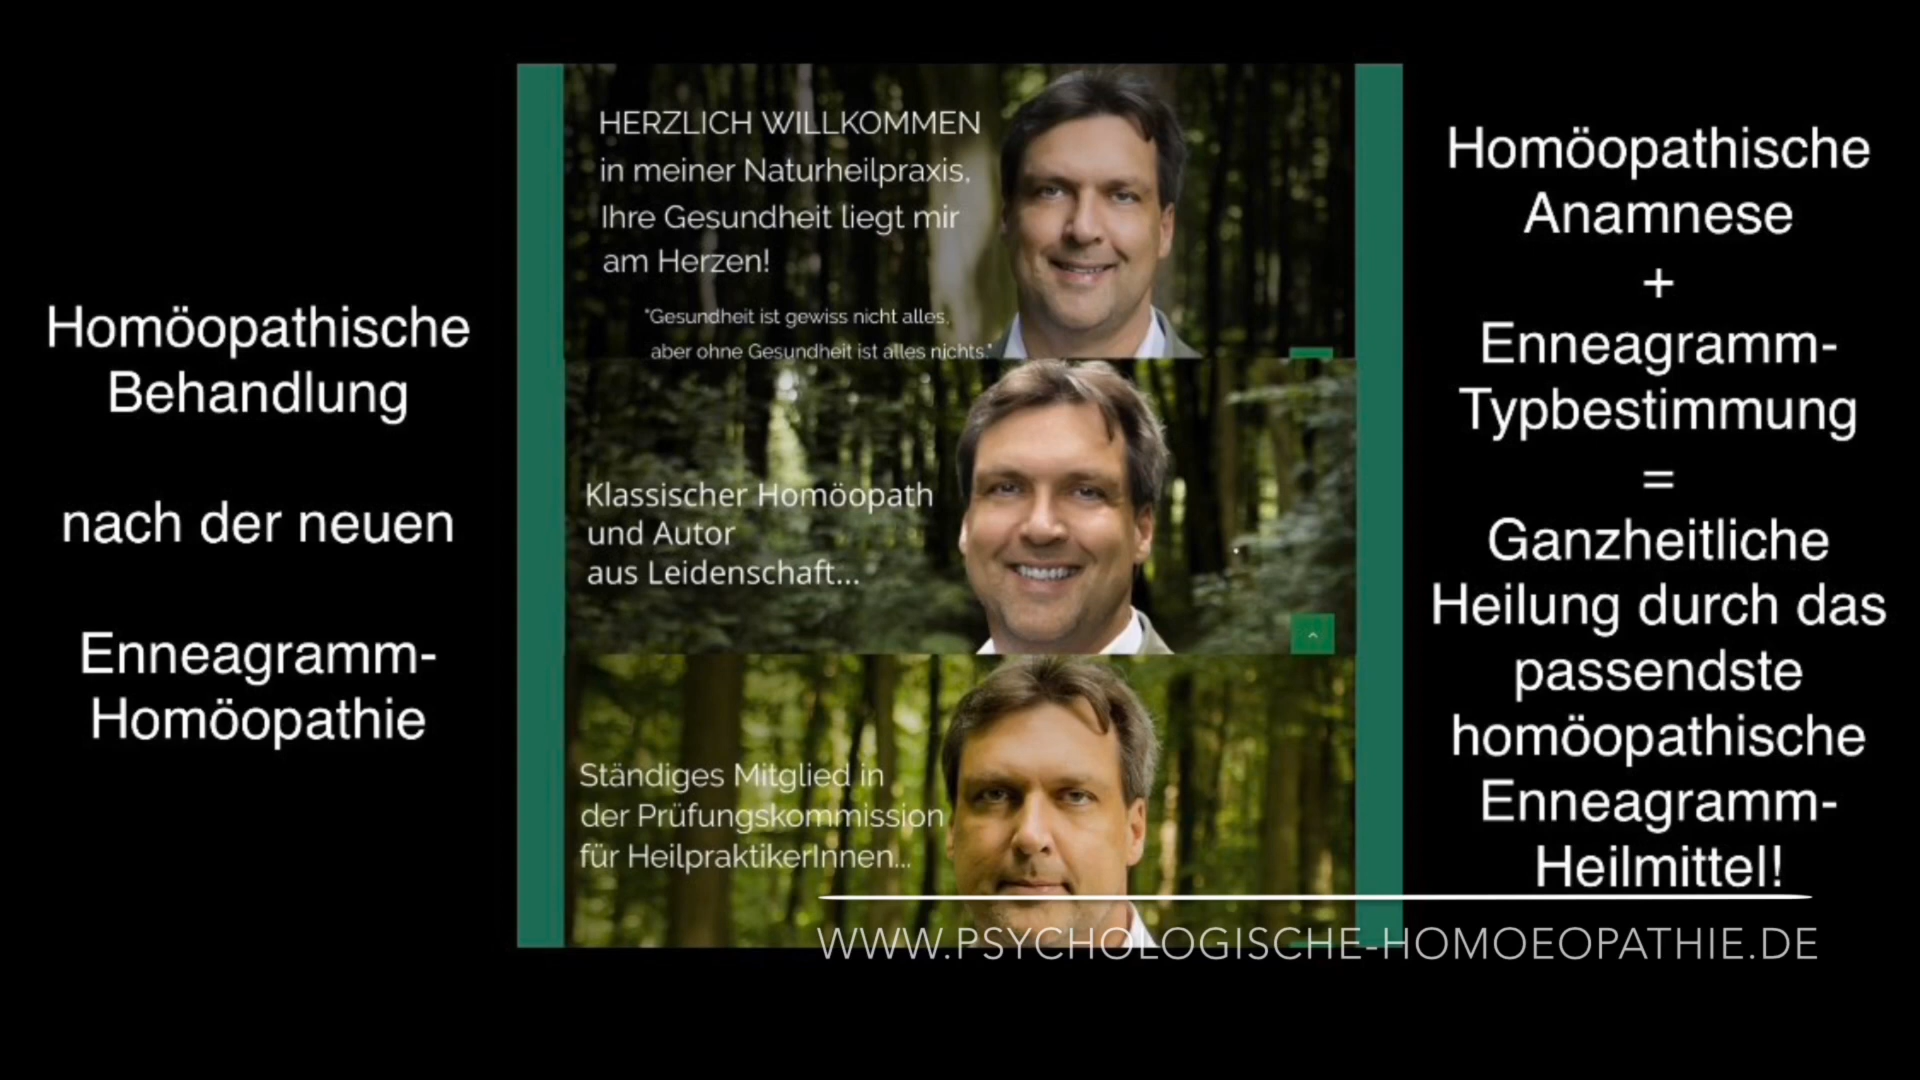 Homöopathische
Behandlung
nach der neuen
Enneagramm-
Homöopathie
HERZLICH WILLKOMMEN
in meiner Naturheilpraxis,
Ihre Gesundheit liegt mir
am Herzen!
"Gesundheit ist gewiss nicht alles,
aber ohne Gesundheit ist alles nichts."
Klassischer Homöopath
und Autor
aus Leidenschaft...
Ständiges Mitglied in
der Prüfungskommission
für HeilpraktikerInnen...
Homöopathische
Anamnese
+
Enneagramm-
Typbestimmung
=
Ganzheitliche
Heilung durch das
passendste
homöopathische
Enneagramm-
Heilmittel!
WWW.PSYCHOLOGISCHE-HOMOEOPATHIE.DE